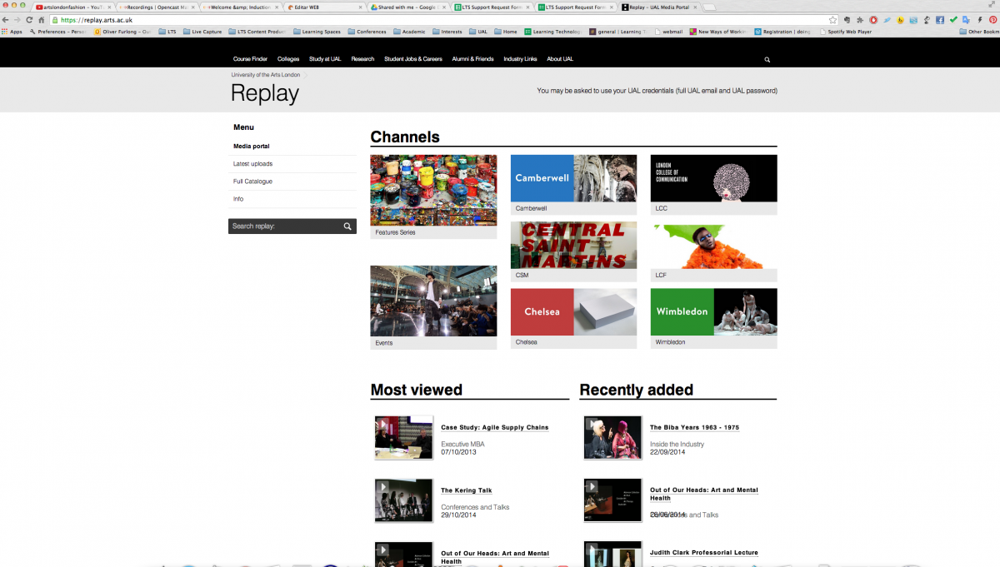 artslondonfashion – YouTu
Recordings | Opencast Ma
Welcome &amp; Induction
Editar WEB
Shared with me – Google
LTS Support Request Form
LTS Support Request Form
Replay – UAL Media Portal
https://replay.arts.ac.uk
Apps
Preferences – Person
Oliver Furlong – Ou
LTS
Live Capture
LTS Content Produc
Learning Spaces
Conferences
Academic
Interests
UAL
Home
Learning Technolog
general | Learning T
webmail
New Ways of Workin
Registration | doing
Spotify Web Player
Other Bookm
Course Finder
Colleges
Study at UAL
Research
Student Jobs & Careers
Alumni & Friends
Industry Links
About UAL
University of the Arts London
Replay
You may be asked to use your UAL credentials (full UAL email and UAL password)
Menu
Media portal
Latest uploads
Full Catalogue
Info
Search replay:
Channels
Features Series
Camberwell
Camberwell
LONDON
COLLEGE OF
COMMUNICATION
LCC
CENTRAL
SAINT
MARTINS
CSM
LCF
Events
Chelsea
Chelsea
Wimbledon
Wimbledon
Most viewed
Case Study: Agile Supply Chains
Executive MBA
07/10/2013
The Kering Talk
Conferences and Talks
29/10/2014
Out of Our Heads: Art and Mental
Health
Recently added
The Biba Years 1963 - 1975
Inside the Industry
22/09/2014
Out of Our Heads: Art and Mental
Health
and Talks
Judith Clark Professorial Lecture